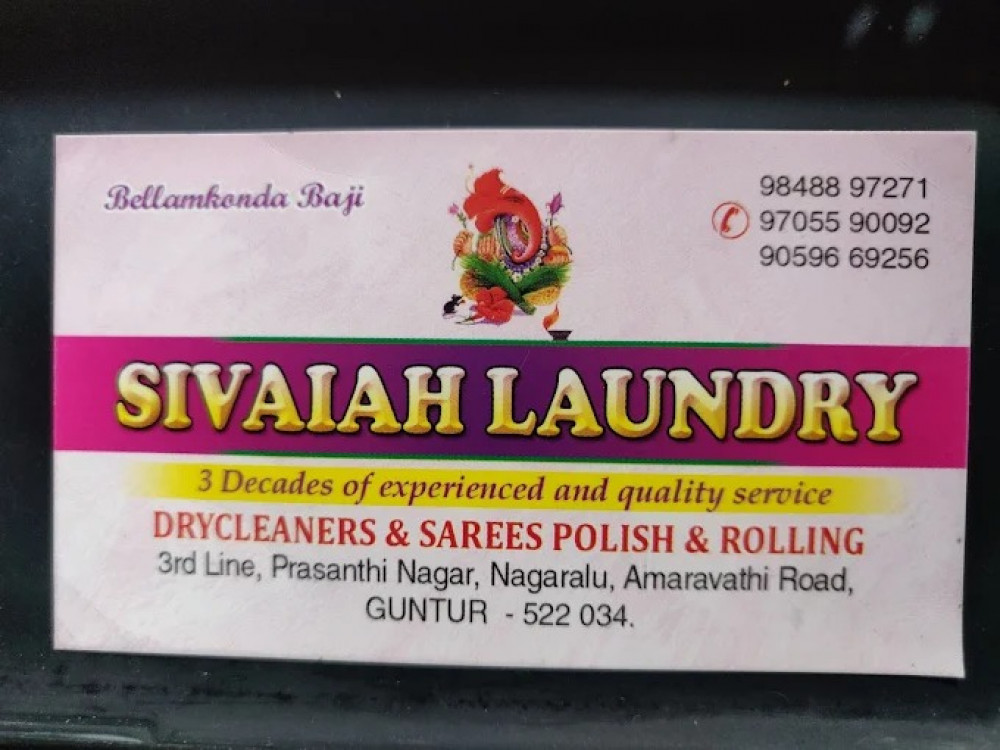 Bellamkonda Baji
98488 97271
97055 90092
90596 69256
SIVAIAH LAUNDRY
3 Decades of experienced and quality service
DRYCLEANERS & SAREES POLISH & ROLLING
3rd Line, Prasanthi Nagar, Nagaralu, Amaravathi Road,
GUNTUR - 522 034.